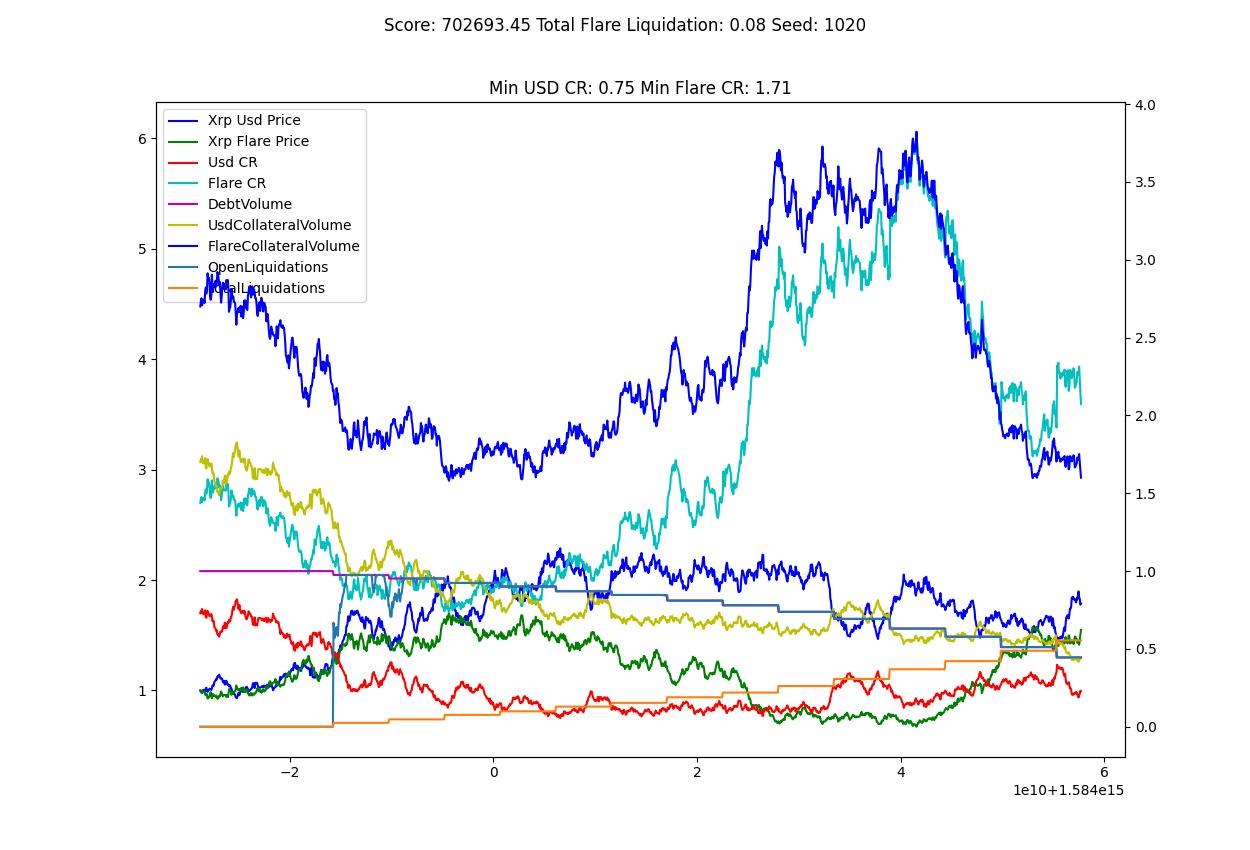 Score: 702693.45 Total Flare Liquidation: 0.08 Seed: 1020
Min USD CR: 0.75 Min Flare CR: 1.71
Xrp Usd Price
Xrp Flare Price
Usd CR
Flare CR
DebtVolume
UsdCollateralVolume
FlareCollateralVolume
OpenLiquidations
TotalLiquidations
6
5
4
3
2
1
4.0
3.5
3.0
2.5
2.0
1.5
1.0
0.5
0.0
−2
0
2
4
6
1e10+1.584e15